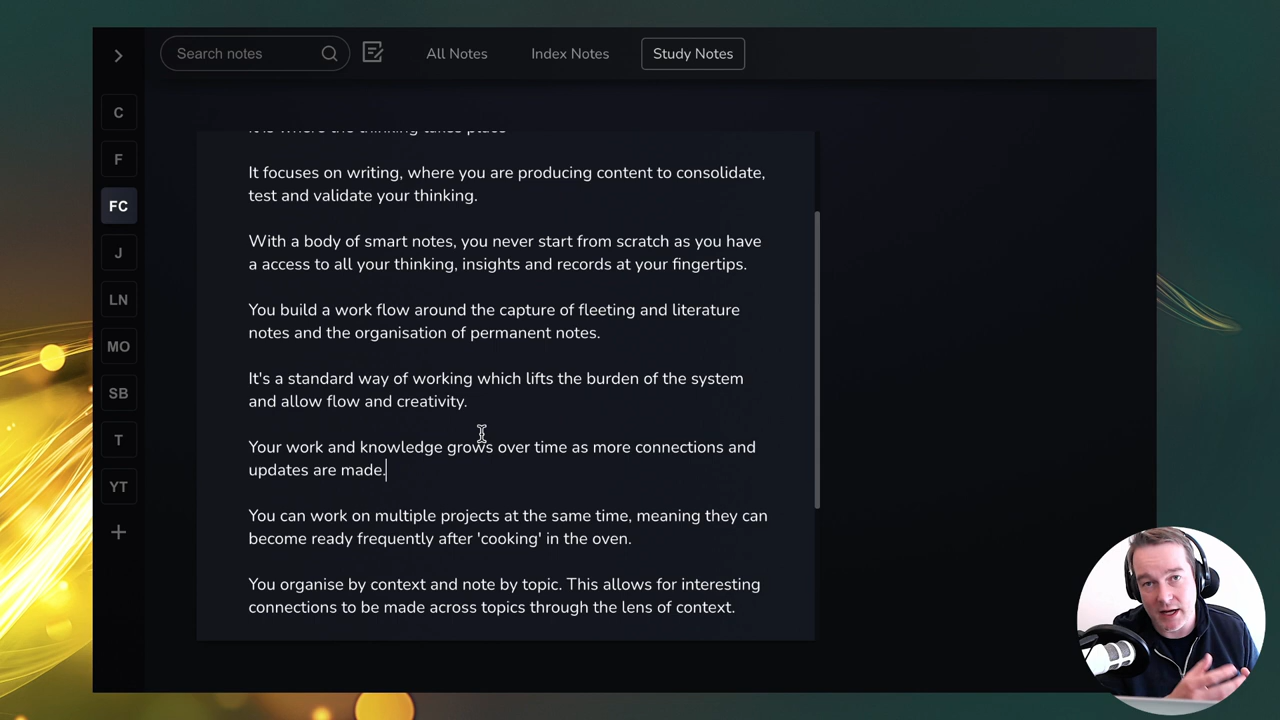 Search notes
All Notes
Index Notes
Study Notes
C
F
FC
J
LN
MO
SB
T
YT
It is where the thinking takes place
It focuses on writing, where you are producing content to consolidate,
test and validate your thinking.
With a body of smart notes, you never start from scratch as you have
a access to all your thinking, insights and records at your fingertips.
You build a work flow around the capture of fleeting and literature
notes and the organisation of permanent notes.
It's a standard way of working which lifts the burden of the system
and allow flow and creativity.
Your work and knowledge grows over time as more connections and
updates are made.
You can work on multiple projects at the same time, meaning they can
become ready frequently after 'cooking' in the oven.
You organise by context and note by topic. This allows for interesting
connections to be made across topics through the lens of context.